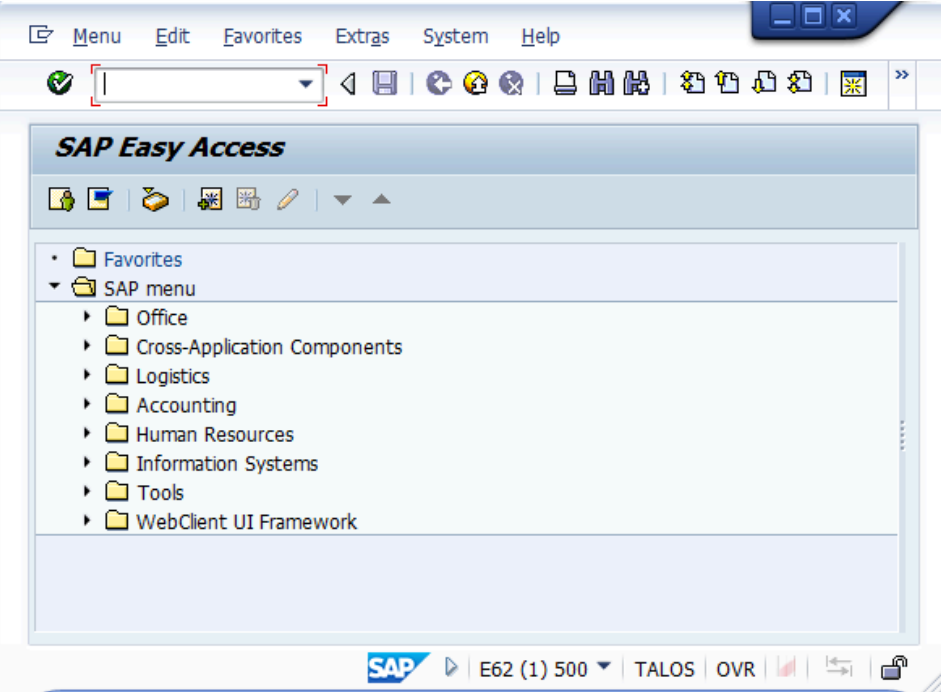 Menu Edit Favorites Extras System Help
SAP Easy Access
Favorites
SAP menu
Office
Cross-Application Components
Logistics
Accounting
Human Resources
Information Systems
Tools
WebClient UI Framework
SAP E62 (1) 500 TALOS OVR